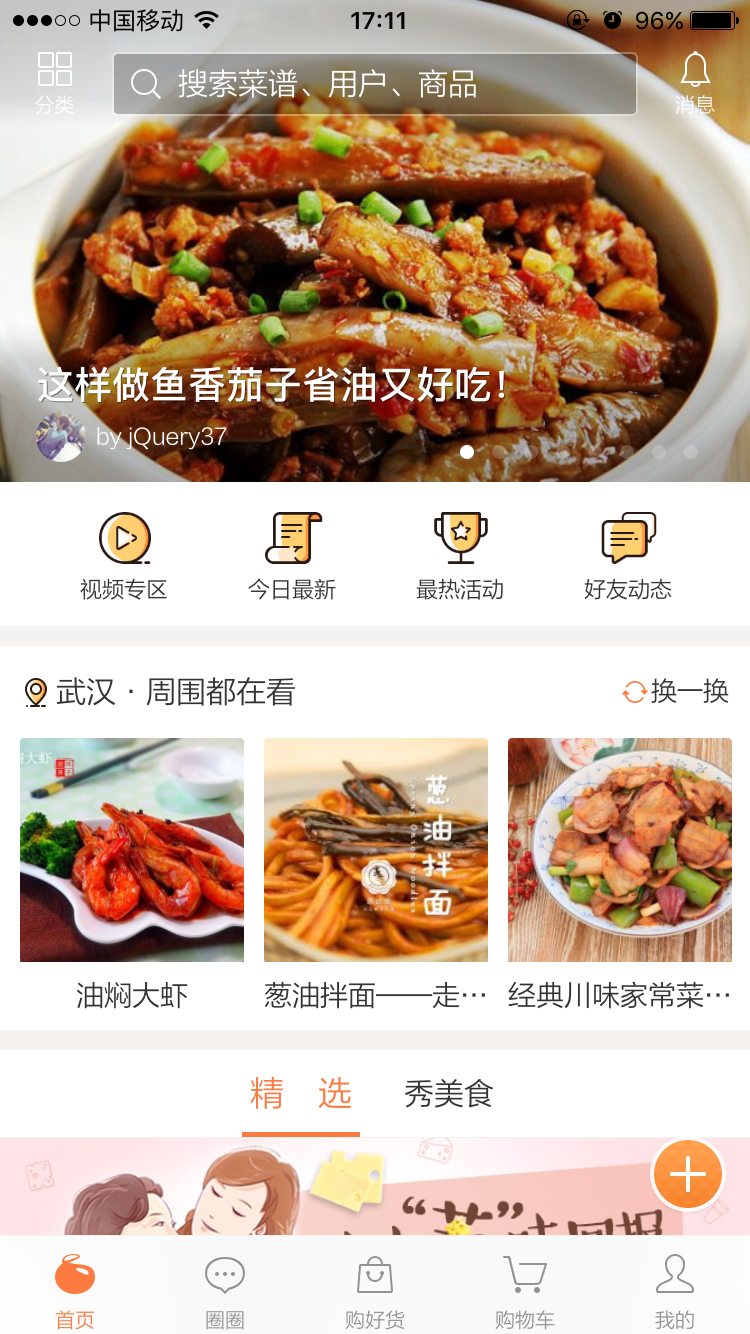 中国移动 17:11 96%
分类 搜索菜谱、用户、商品 消息
这样做鱼香茄子省油又好吃！
by jQuery37
视频专区 今日最新 最热活动 好友动态
武汉 · 周围都在看 换一换
大虾
葱油拌面
油焖大虾 葱油拌面——走… 经典川味家常菜…
精 选 秀美食
首页 圈圈 购好货 购物车 我的